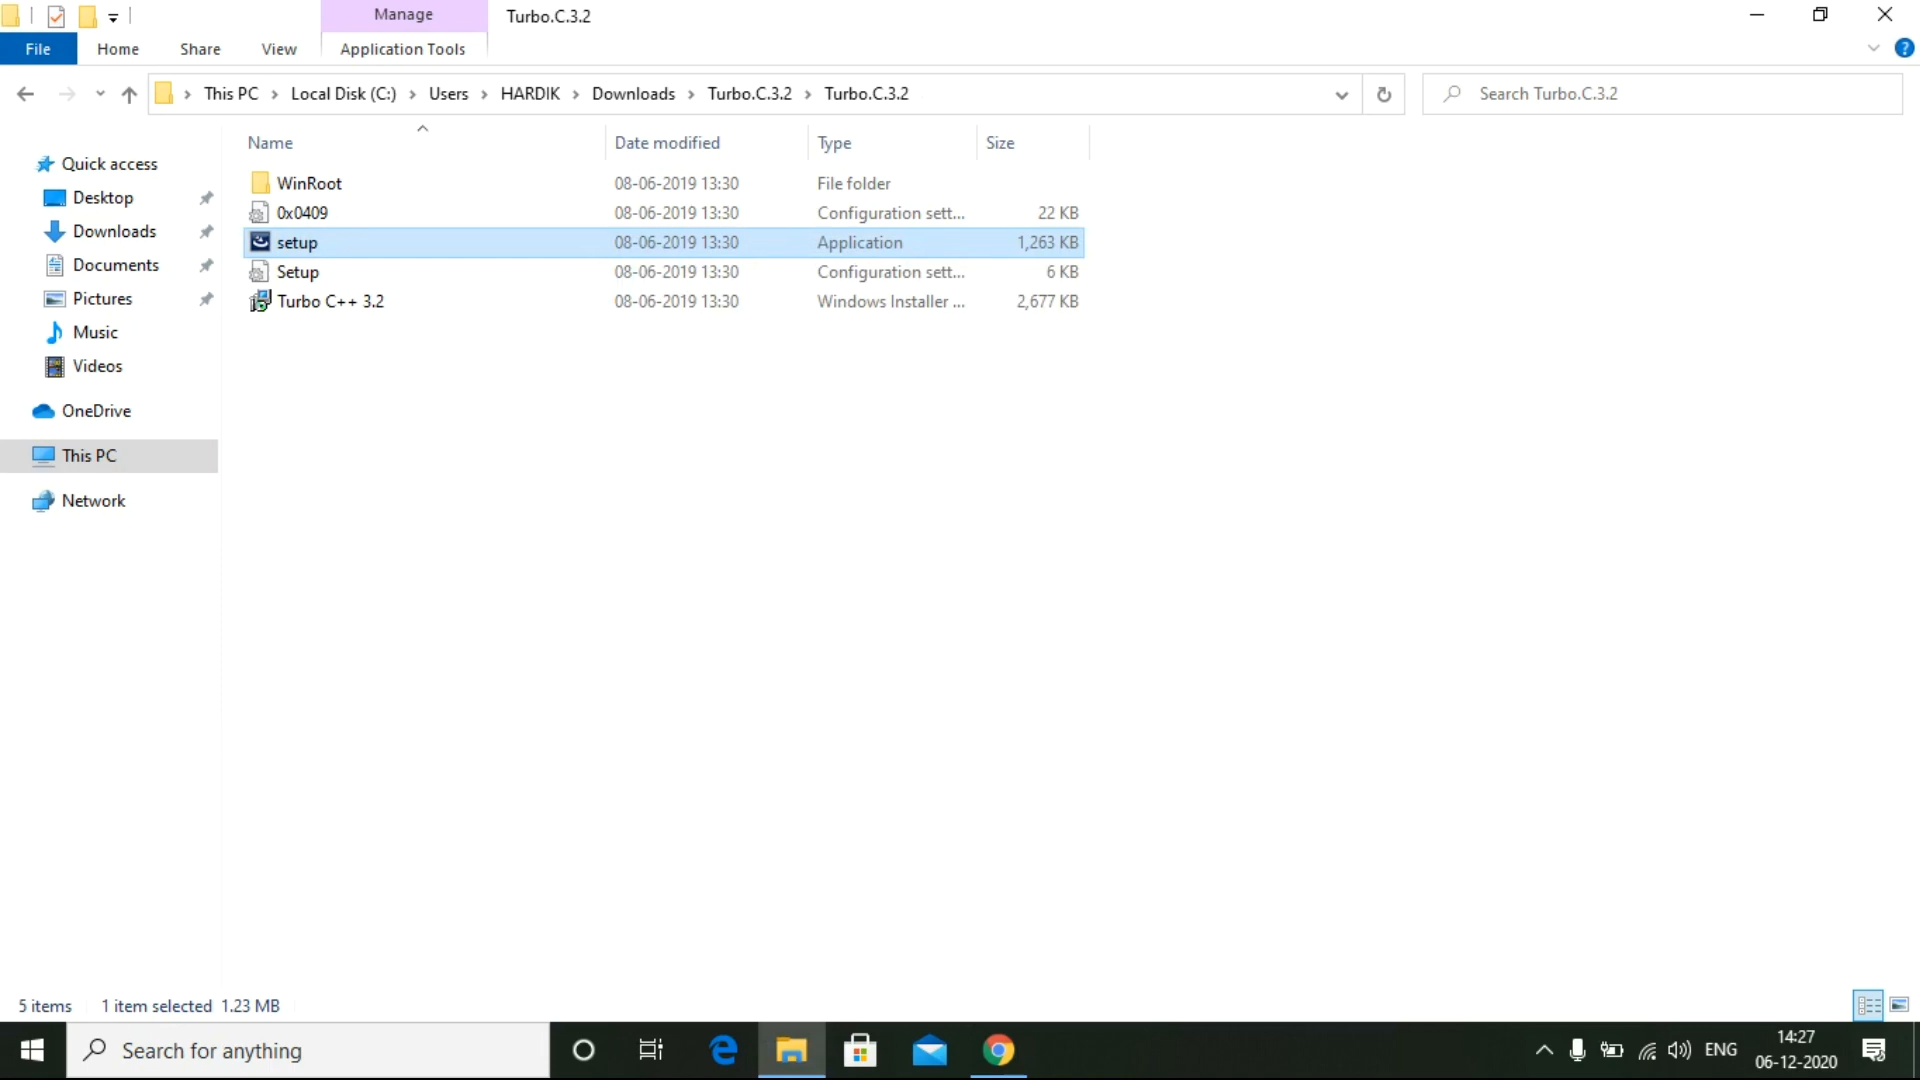 Manage
Turbo.C.3.2
File Home Share View Application Tools
This PC Local Disk (C:) Users HARDIK Downloads Turbo.C.3.2 Turbo.C.3.2
Search Turbo.C.3.2
Name Date modified Type Size
WinRoot 08-06-2019 13:30 File folder
0x0409 08-06-2019 13:30 Configuration sett... 22 KB
setup 08-06-2019 13:30 Application 1,263 KB
Setup 08-06-2019 13:30 Configuration sett... 6 KB
Turbo C++ 3.2 08-06-2019 13:30 Windows Installer ... 2,677 KB
Quick access
Desktop
Downloads
Documents
Pictures
Music
Videos
OneDrive
This PC
Network
5 items 1 item selected 1.23 MB
Search for anything
ENG
14:27
06-12-2020